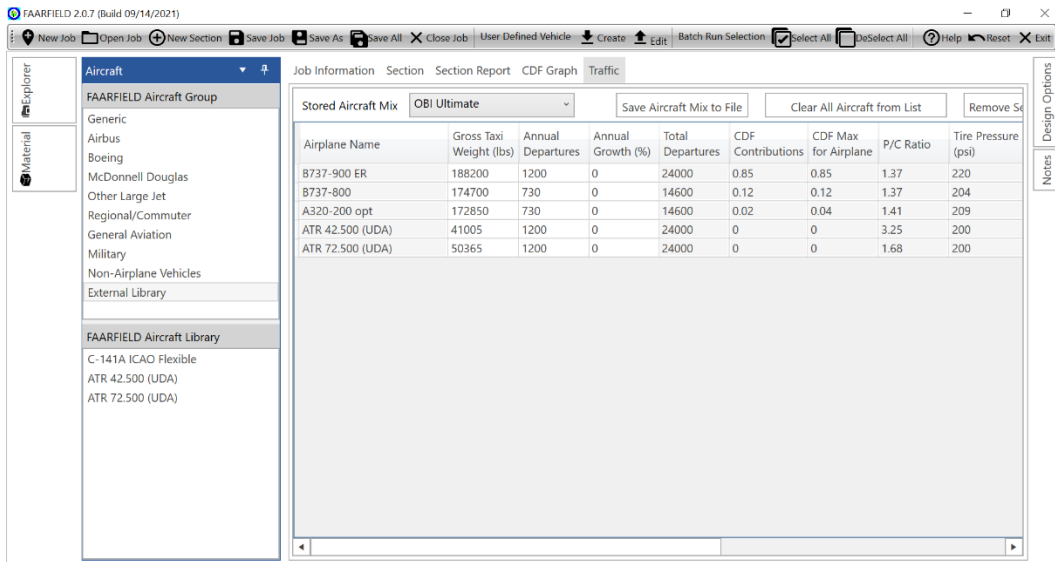 FAARFIELD 2.0.7 (Build 09/14/2021)
New Job Open Job New Section Save Job Save As Save All Close Job User Defined Vehicle Create Edit Batch Run Selection Select All DeSelect All Help Reset Exit
Explorer
Material
Aircraft
FAARFIELD Aircraft Group
Generic
Airbus
Boeing
McDonnell Douglas
Other Large Jet
Regional/Commuter
General Aviation
Military
Non-Airplane Vehicles
External Library
FAARFIELD Aircraft Library
C-141A ICAO Flexible
ATR 42.500 (UDA)
ATR 72.500 (UDA)
Job Information Section Section Report CDF Graph Traffic
Stored Aircraft Mix OBI Ultimate Save Aircraft Mix to File Clear All Aircraft from List Remove Se
Airplane Name Gross Taxi Weight (lbs) Annual Departures Annual Growth (%) Total Departures CDF Contributions CDF Max for Airplane P/C Ratio Tire Pressure (psi)
B737-900 ER 188200 1200 0 24000 0.85 0.85 1.37 220
B737-800 174700 730 0 14600 0.12 0.12 1.37 204
A320-200 opt 172850 730 0 14600 0.02 0.04 1.41 209
ATR 42.500 (UDA) 41005 1200 0 24000 0 0 3.25 200
ATR 72.500 (UDA) 50365 1200 0 24000 0 0 1.68 200
Design Options
Notes